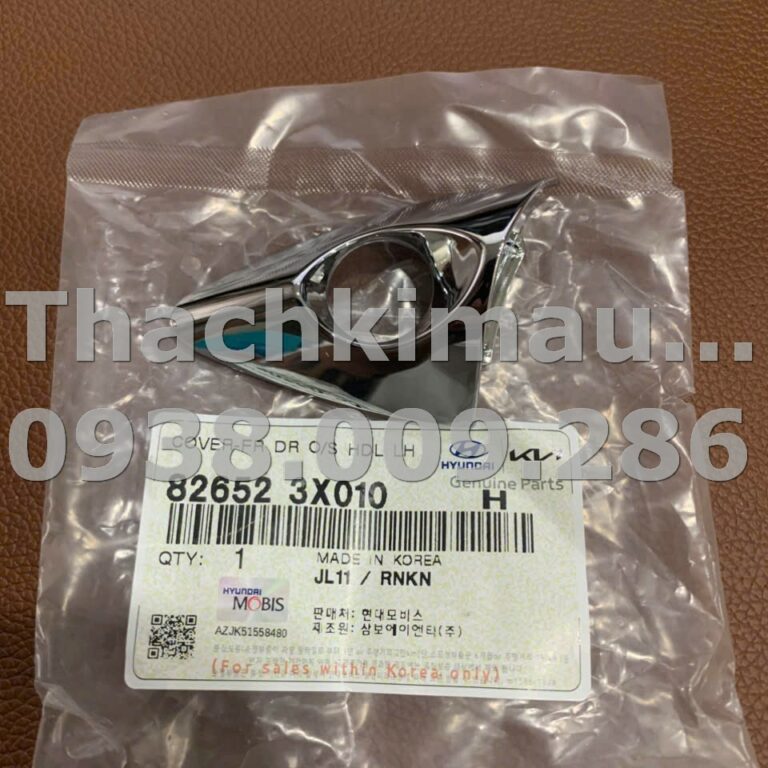 Thachkimau...
0938.009.286
COVER-FR DR O/S HDL LH
HYUNDAI
KIA
82652 3X010
Genuine Parts
H
QTY: 1
MADE IN KOREA
JL11 / RNKN
HYUNDAI
MOBIS
판매처: 현대모비스
제조원: 삼보에이앤티(주)
AZJK51558480
(For sales within Korea only)